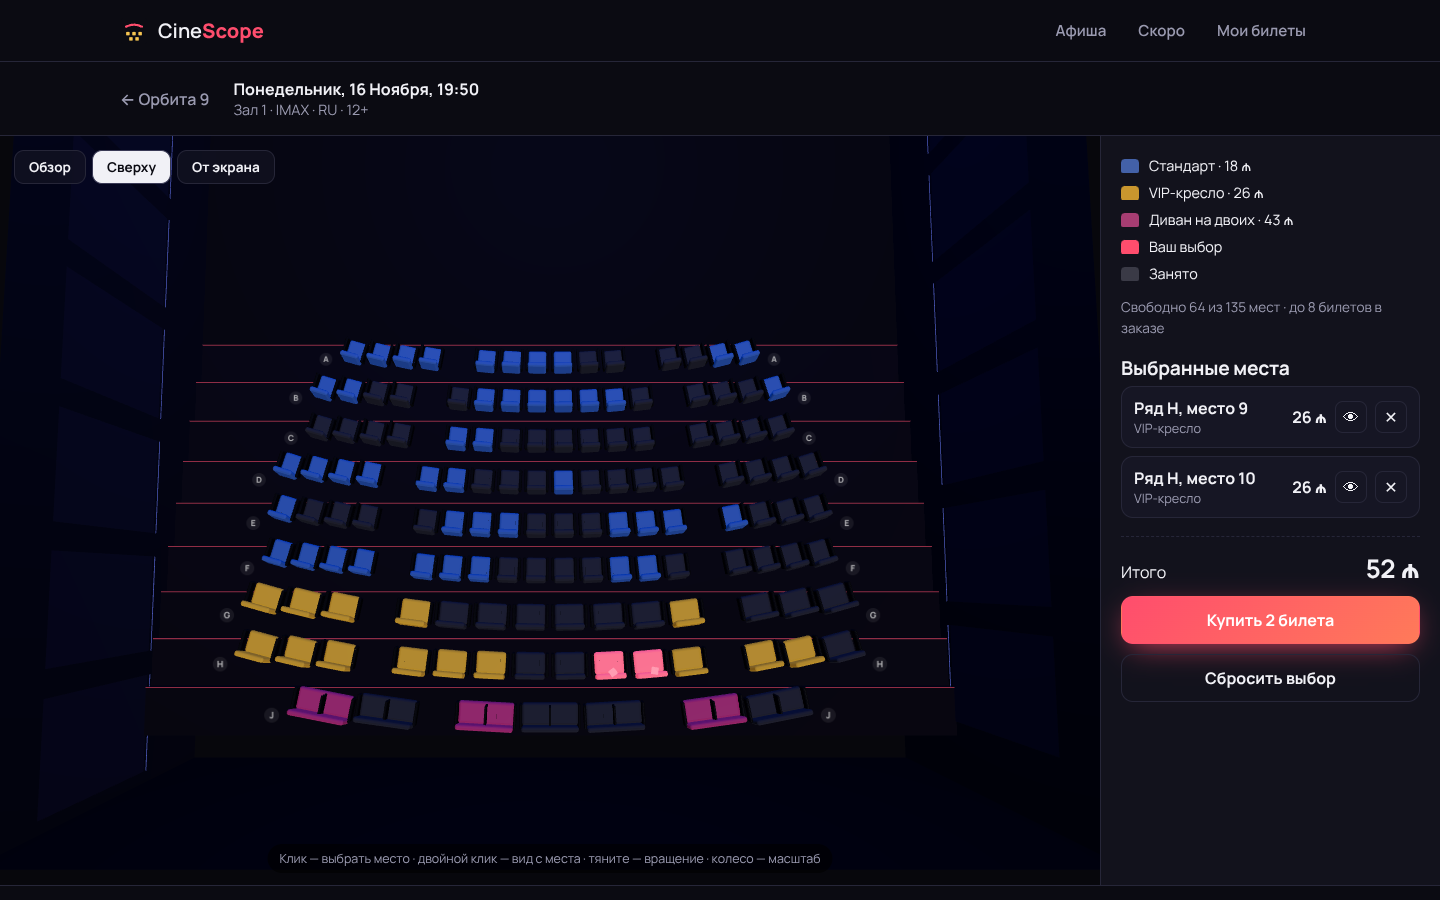 CineScope
Афиша
Скоро
Мои билеты
← Орбита 9
Понедельник, 16 Ноября, 19:50
Зал 1 · IMAX · RU · 12+
Обзор
Сверху
От экрана
A A
B B
C C
D D
E E
F F
G G
H H
J J
Клик — выбрать место · двойной клик — вид с места · тяните — вращение · колесо — масштаб
Стандарт · 18 ₼
VIP-кресло · 26 ₼
Диван на двоих · 43 ₼
Ваш выбор
Занято
Свободно 64 из 135 мест · до 8 билетов в
заказе
Выбранные места
Ряд H, место 9
VIP-кресло
26 ₼
Ряд H, место 10
VIP-кресло
26 ₼
Итого
52 ₼
Купить 2 билета
Сбросить выбор